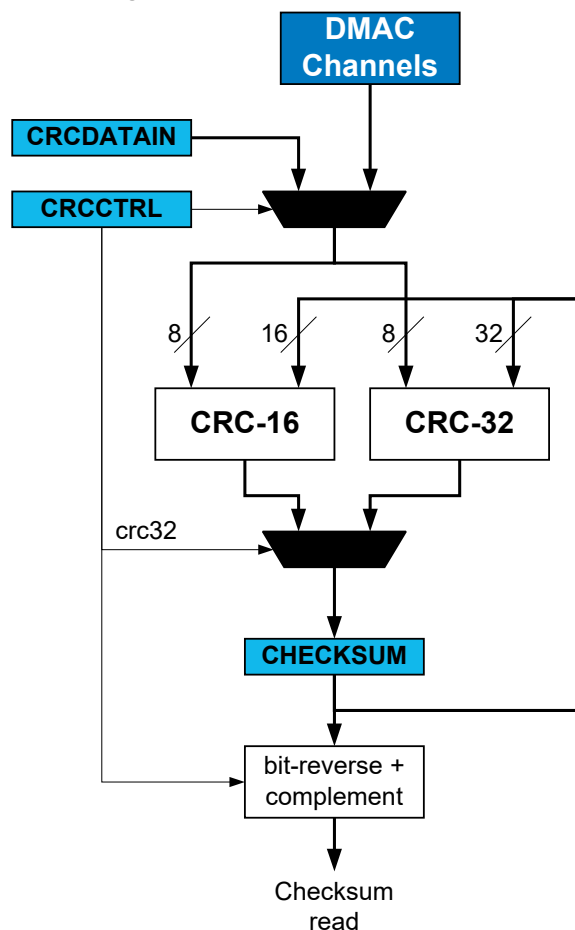 DMAC
Channels
CRCDATAIN
CRCCTRL
8
16
8
32
CRC-16
CRC-32
crc32
CHECKSUM
bit-reverse +
complement
Checksum
read